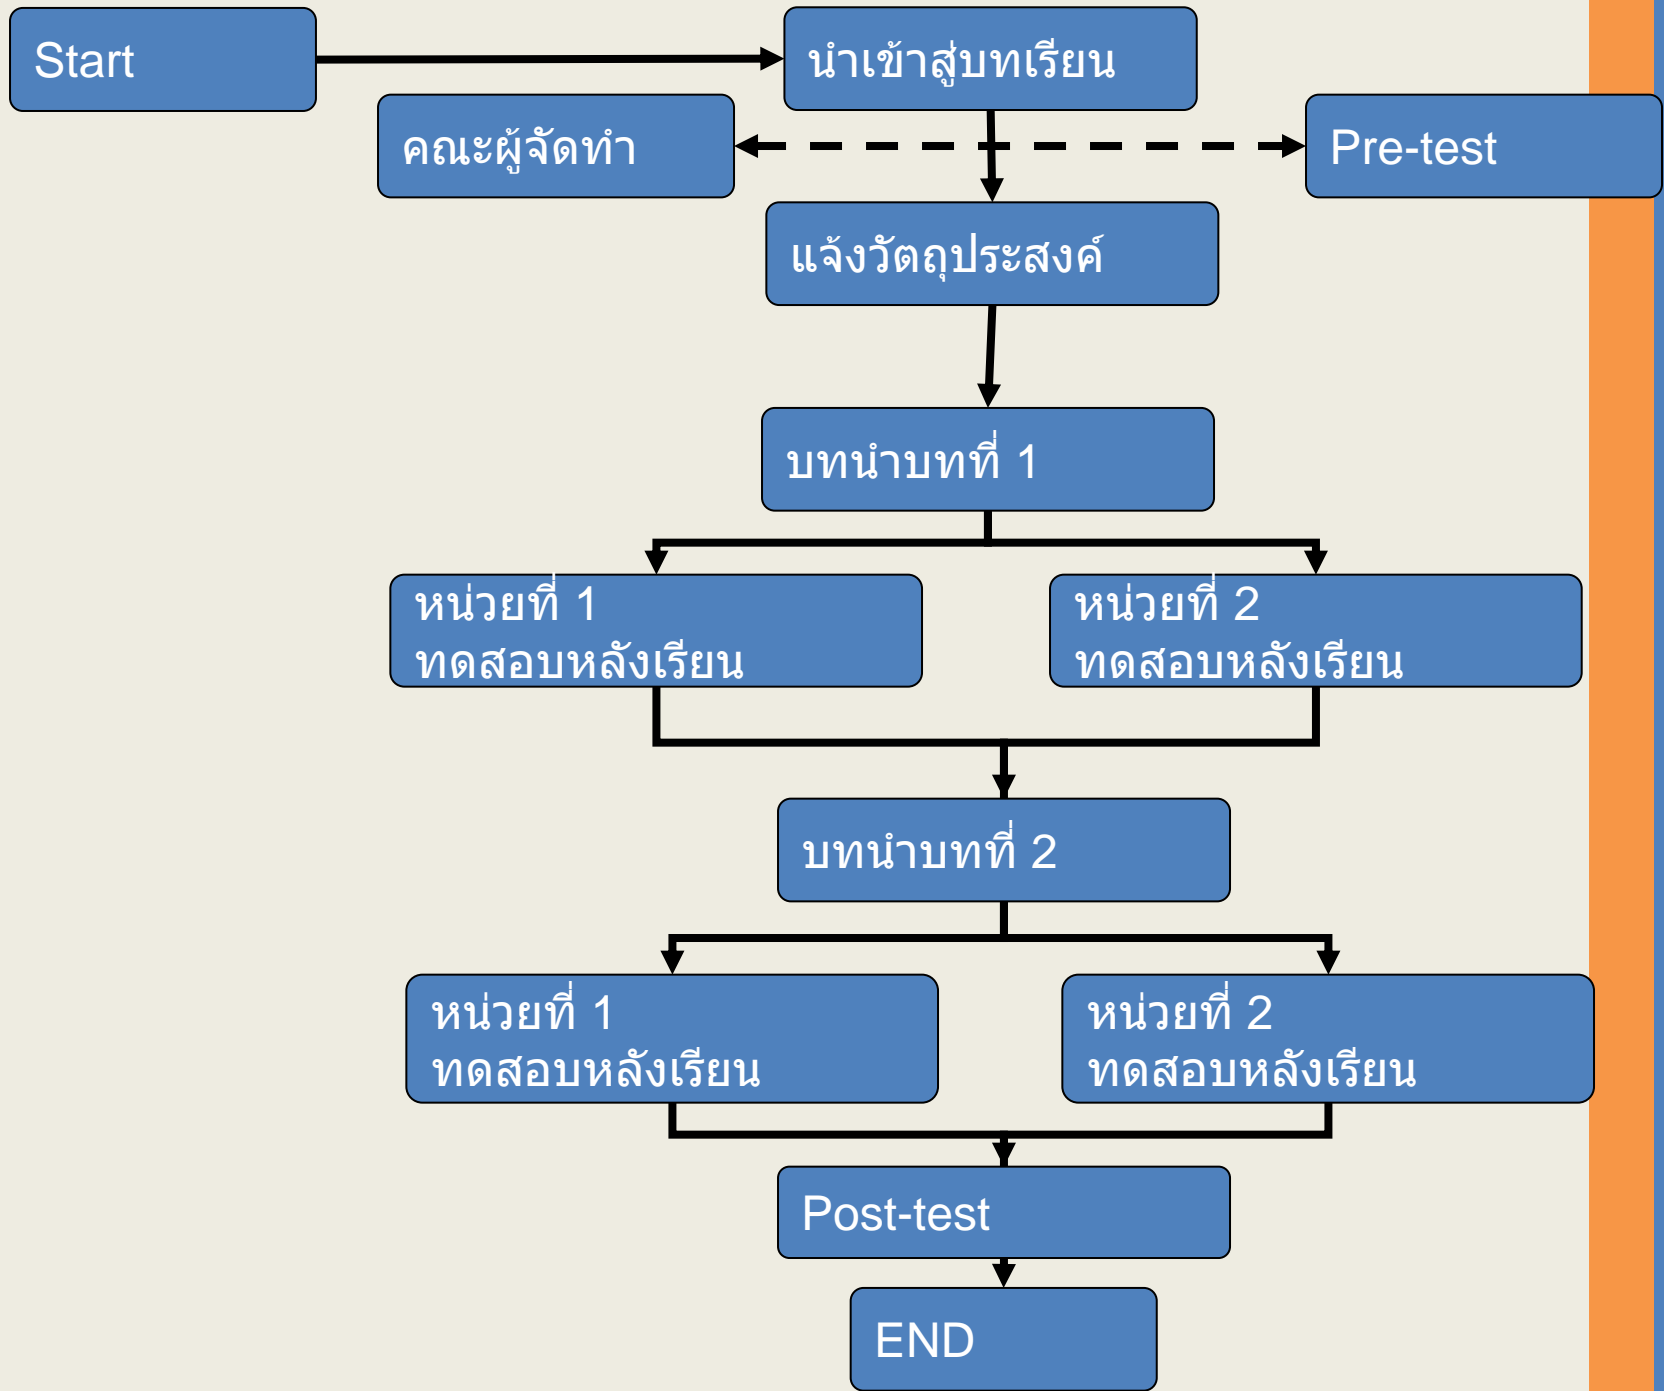 Start
นำเข้าสู่บทเรียน
คณะผู้จัดทำ
Pre-test
แจ้งวัตถุประสงค์
บทนำบทที่ 1
หน่วยที่ 1
ทดสอบหลังเรียน
หน่วยที่ 2
ทดสอบหลังเรียน
บทนำบทที่ 2
หน่วยที่ 1
ทดสอบหลังเรียน
หน่วยที่ 2
ทดสอบหลังเรียน
Post-test
END